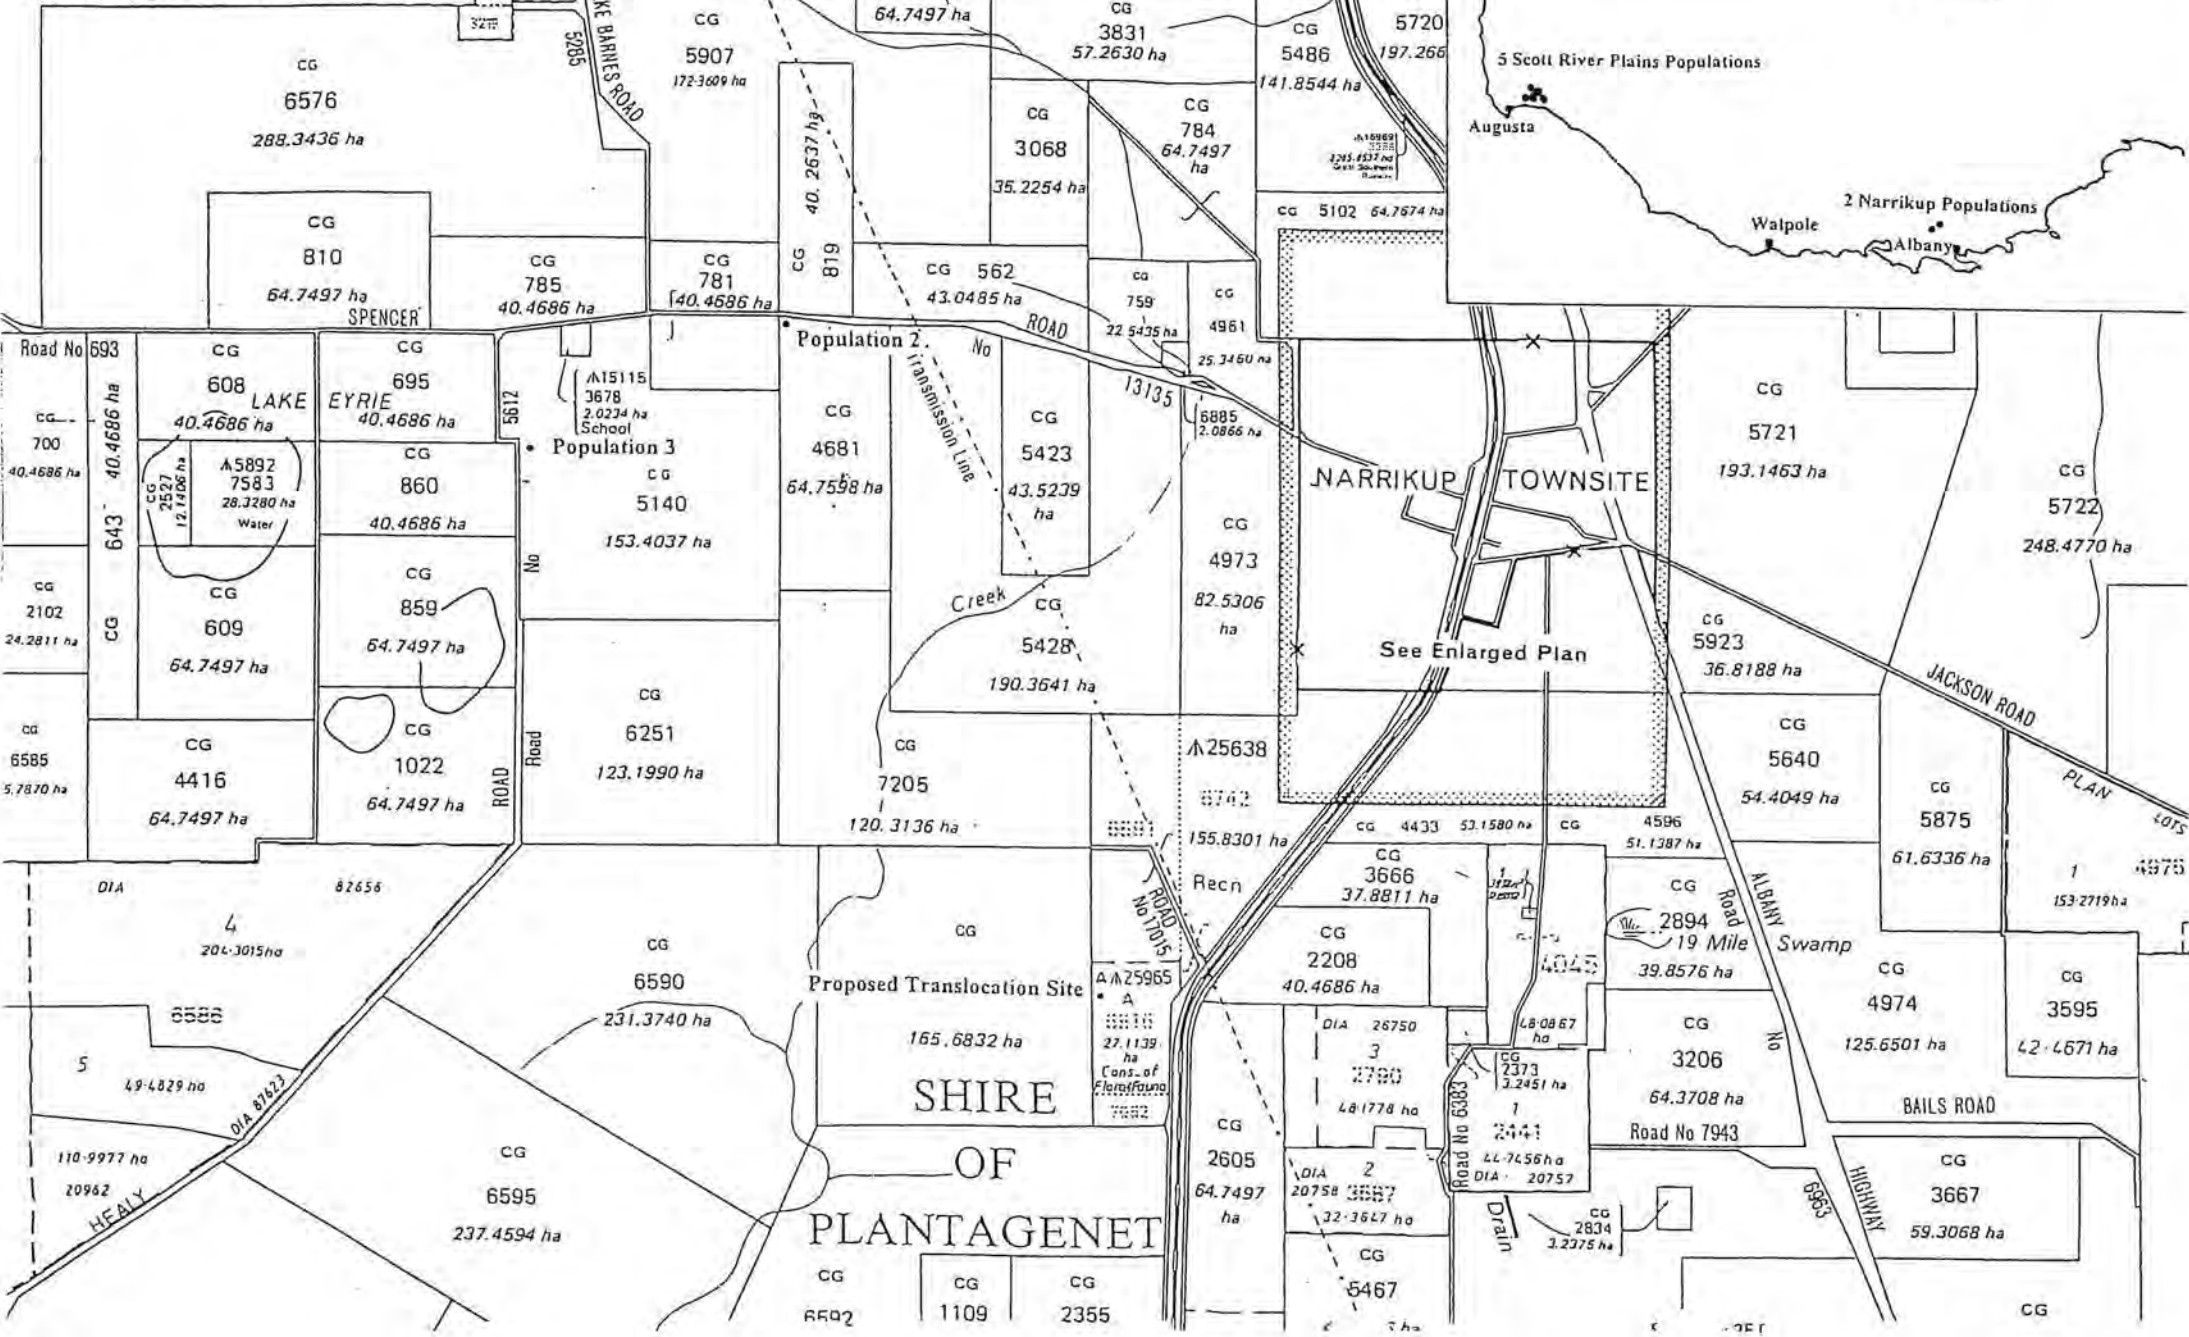 CG
6576
288.3436 ha
5285
KE BARNES ROAD
CG
5907
172.3609 ha
64.7497 ha
CG
3831
57.2630 ha
CG
5486
141.8544 ha
5720
197.266
5 Scott River Plains Populations
Augusta
Walpole
2 Narrikup Populations
Albany
CG
810
64.7497 ha
CG
785
40.4686 ha
CG
781
40.4686 ha
CG 819
40.2637 ha
CG
3068
35.2254 ha
CG
784
64.7497
ha
CG 5102 64.7674 ha
CG 562
43.0485 ha
CG
759
22.5435 ha
CG
4961
25.3460 ha
SPENCER
ROAD
No
13135
Road No 693
CG
608
40.4686 ha
LAKE EYRIE
CG
695
40.4686 ha
5612
15115
3678
2.0234 ha
School
Population 2
Population 3
Transmission Line
CG
700
40.4686 ha
CG 643 40.4686 ha
CG
2527
12.1406 ha
5892
7583
28.3280 ha
Water
CG
860
40.4686 ha
CG
5140
153.4037 ha
CG
4681
64.7598 ha
CG
5423
43.5239
ha
6885
2.0866 ha
NARRIKUP TOWNSITE
CG
5721
193.1463 ha
CG
5722
248.4770 ha
CG
2102
24.2811 ha
CG
609
64.7497 ha
CG
859
64.7497 ha
No
Creek
CG
5428
190.3641 ha
CG
4973
82.5306
ha
See Enlarged Plan
CG
5923
36.8188 ha
JACKSON ROAD
PLAN
LOTS
CG
6585
5.7870 ha
CG
4416
64.7497 ha
CG
1022
64.7497 ha
ROAD
Road
CG
6251
123.1990 ha
CG
7205
120.3136 ha
25638
6742
155.8301 ha
Recn
CG
5640
54.4049 ha
CG
5875
61.6336 ha
1
4975
153.2719 ha
CG 4433 53.1580 ha CG 4596
51.1387 ha
CG
3666
37.8811 ha
DIA 82656
4
204.3015 ha
6586
5
49.4829 ha
DIA 87623
110.9977 ha
20962
HEALY
CG
6590
231.3740 ha
CG
Proposed Translocation Site
165.6832 ha
ROAD
No 17015
A 25965
A
27.1139
ha
Cons. of
Flora & Fauna
CG
2208
40.4686 ha
4045
48.0867
ha
CG
2894
19 Mile Swamp
39.8576 ha
ALBANY
Road
No
CG
4974
125.6501 ha
CG
3595
42.4671 ha
SHIRE
OF
PLANTAGENET
CG
6595
237.4594 ha
CG
6592
CG
1109
CG
2355
CG
2605
64.7497
ha
DIA 26750
3
2790
48.1778 ha
DIA 2
20758 3687
32.3647 ha
CG
5467
Road No 6383
CG
2373
3.2451 ha
1
2441
44.7456 ha
DIA 20757
Drain
CG
2834
3.2375 ha
CG
3206
64.3708 ha
Road No 7943
BAILS ROAD
HIGHWAY
6963
CG
3667
59.3068 ha
CG